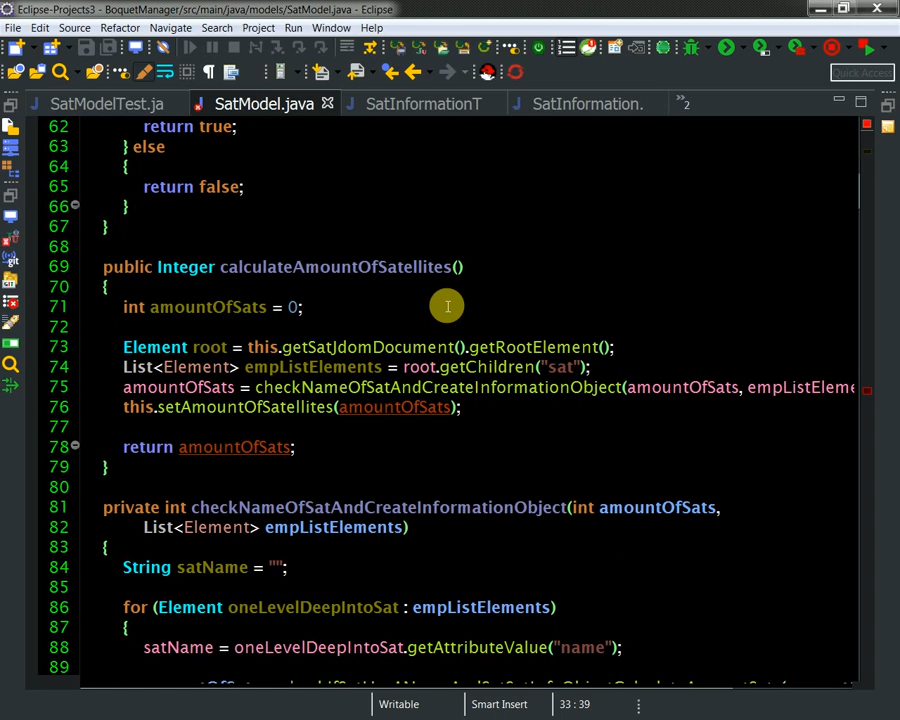 Eclipse-Projects3 - BoquetManager/src/main/java/models/SatModel.java - Eclipse
File Edit Source Refactor Navigate Search Project Run Window Help
Quick Access
SatModelTest.ja SatModel.java SatInformationT SatInformation. »2
62 return true;
63 } else
64 {
65 return false;
66 }
67 }
68
69 public Integer calculateAmountOfSatellites()
70 {
71 int amountOfSats = 0;
72
73 Element root = this.getSatJdomDocument().getRootElement();
74 List<Element> empListElements = root.getChildren("sat");
75 amountOfSats = checkNameOfSatAndCreateInformationObject(amountOfSats, empListEleme
76 this.setAmountOfSatellites(amountOfSats);
77
78 return amountOfSats;
79 }
80
81 private int checkNameOfSatAndCreateInformationObject(int amountOfSats,
82 List<Element> empListElements)
83 {
84 String satName = "";
85
86 for (Element oneLevelDeepIntoSat : empListElements)
87 {
88 satName = oneLevelDeepIntoSat.getAttributeValue("name");
89
Writable Smart Insert 33 : 39